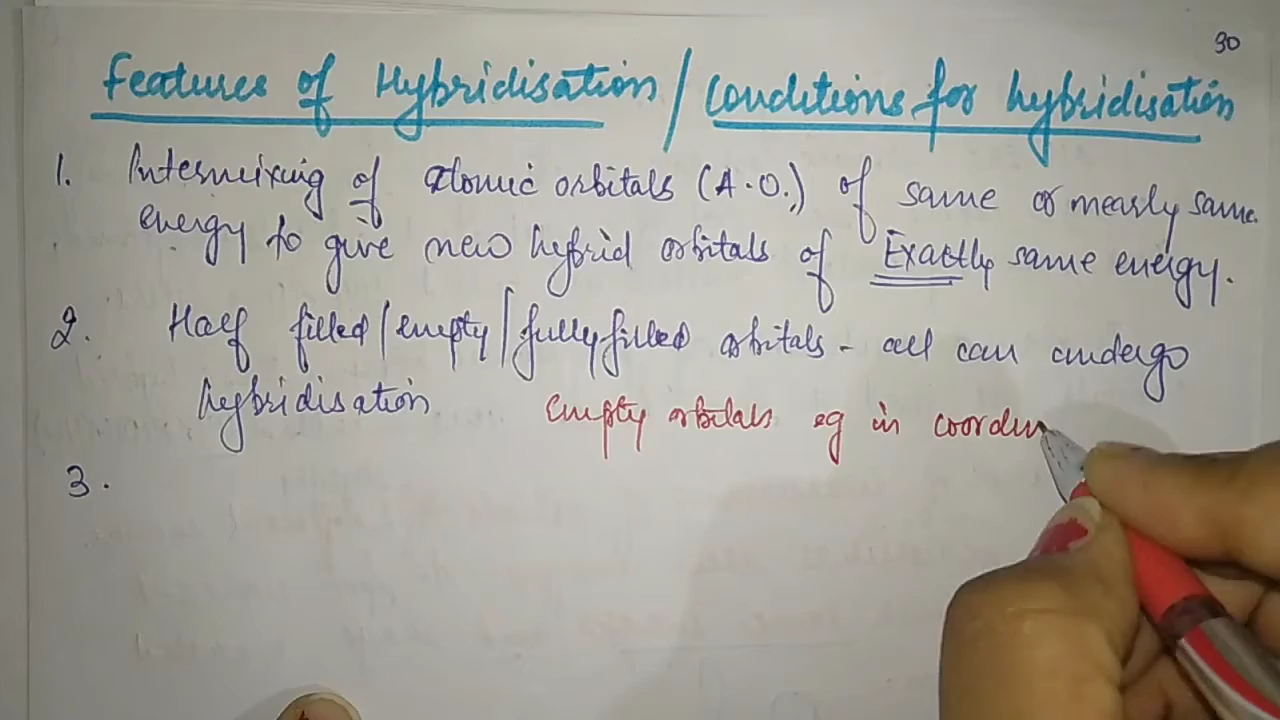 30
Features of Hybridisation / Conditions for hybridisation
1. Intermixing of atomic orbitals (A.O.) of same or nearly same
energy to give new hybrid orbitals of Exactly same energy.
2. Half filled/empty/fullyfilled orbitals - all can undergo
hybridisation empty orbitals eg in coordin
3.